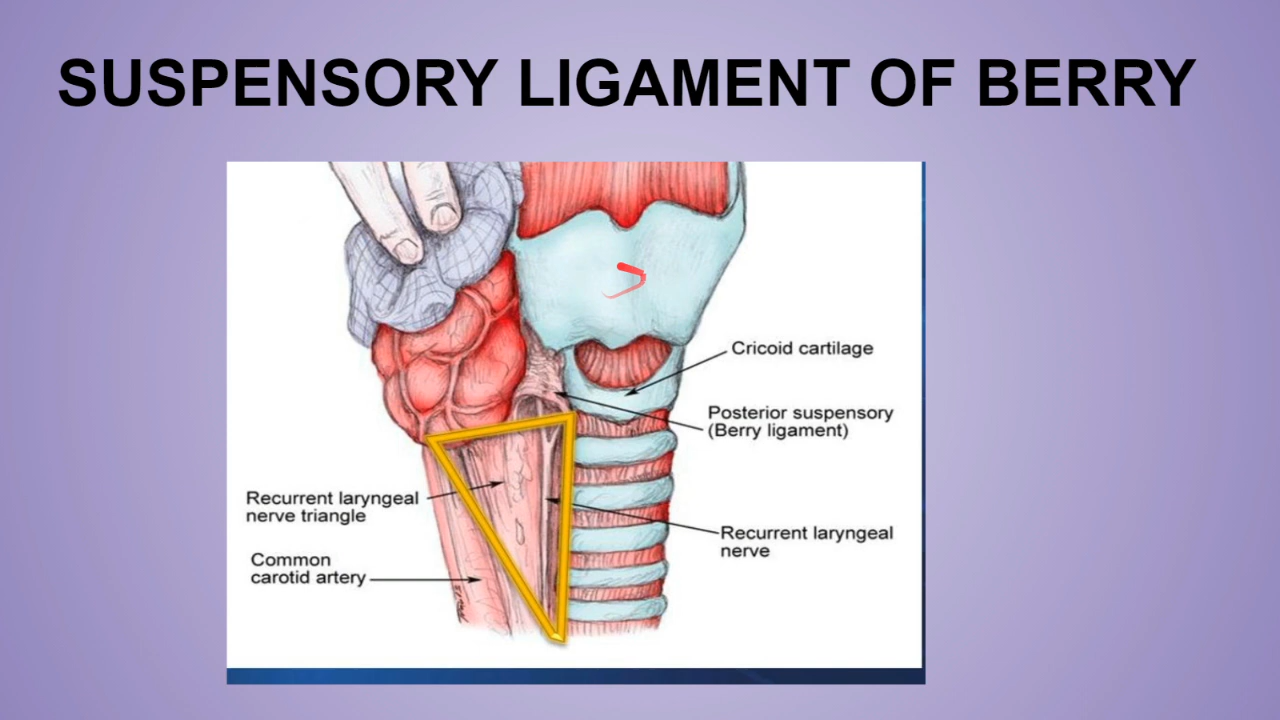 SUSPENSORY LIGAMENT OF BERRY
Cricoid cartilage
Posterior suspensory
(Berry ligament)
Recurrent laryngeal
nerve triangle
Recurrent laryngeal
nerve
Common
carotid artery